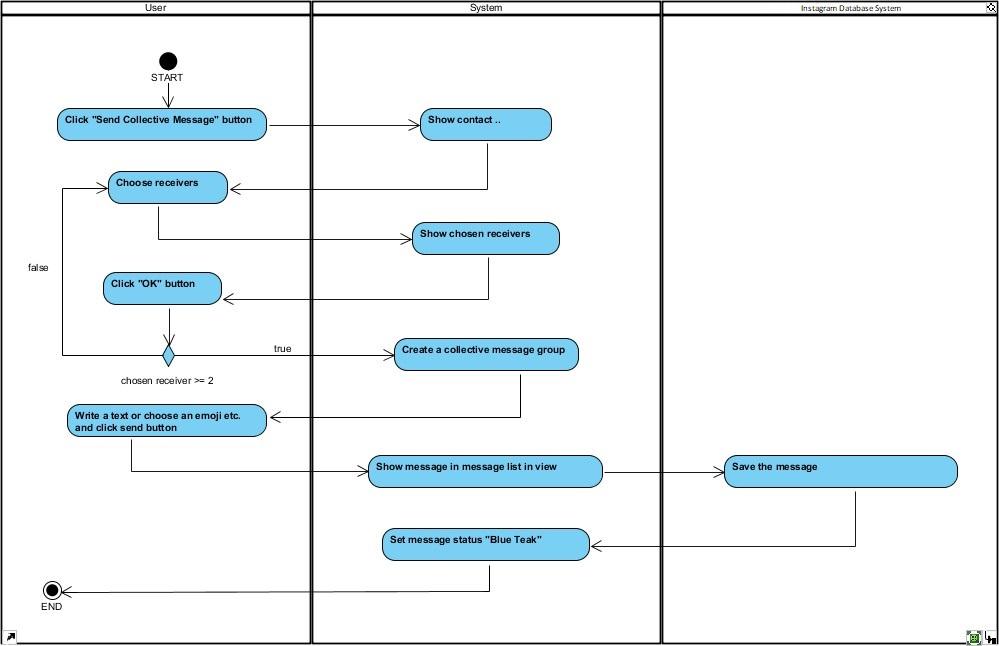 User
System
Instagram Database System
START
Click "Send Collective Message" button
Show contact ..
Choose receivers
Show chosen receivers
false
Click "OK" button
true
Create a collective message group
chosen receiver >= 2
Write a text or choose an emoji etc.
and click send button
Show message in message list in view
Save the message
Set message status "Blue Teak"
END